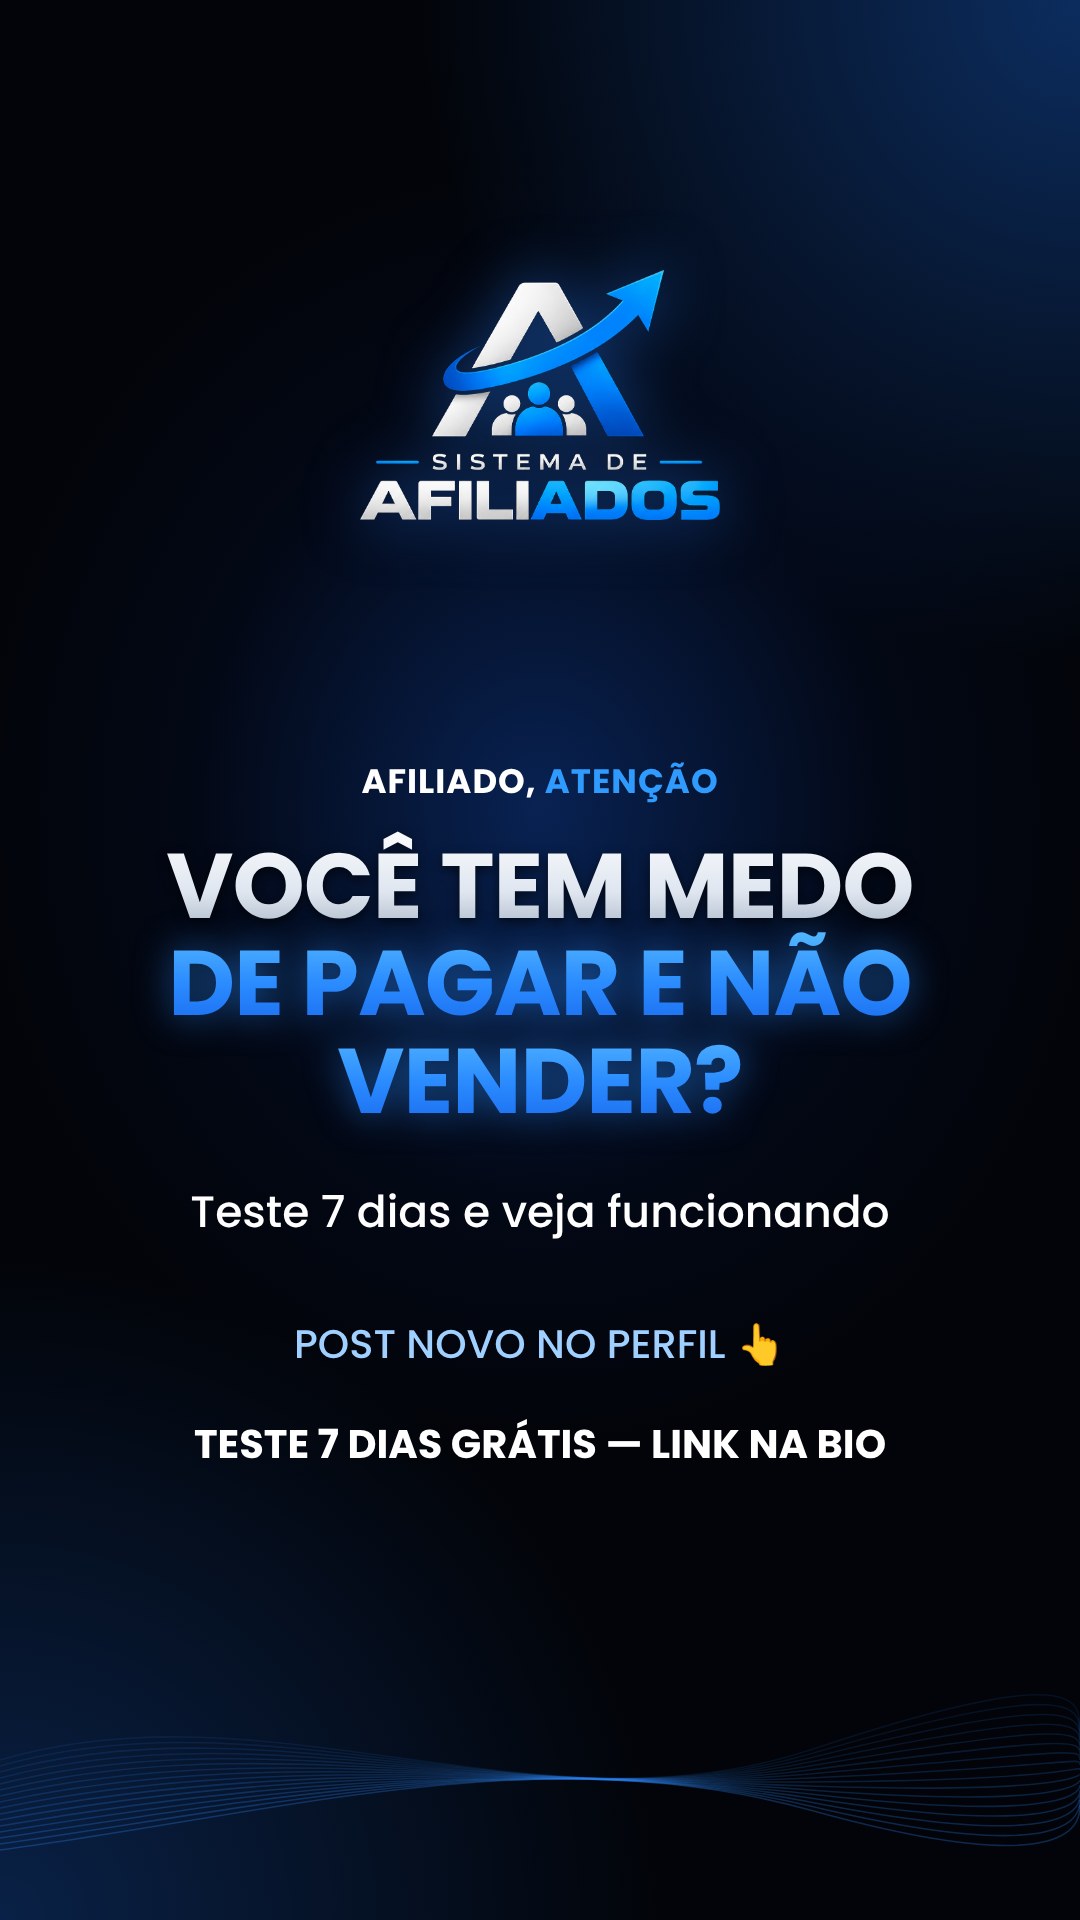 SISTEMA DE
AFILIADOS
AFILIADO, ATENÇÃO
VOCÊ TEM MEDO
DE PAGAR E NÃO
VENDER?
Teste 7 dias e veja funcionando
POST NOVO NO PERFIL 👆
TESTE 7 DIAS GRÁTIS — LINK NA BIO